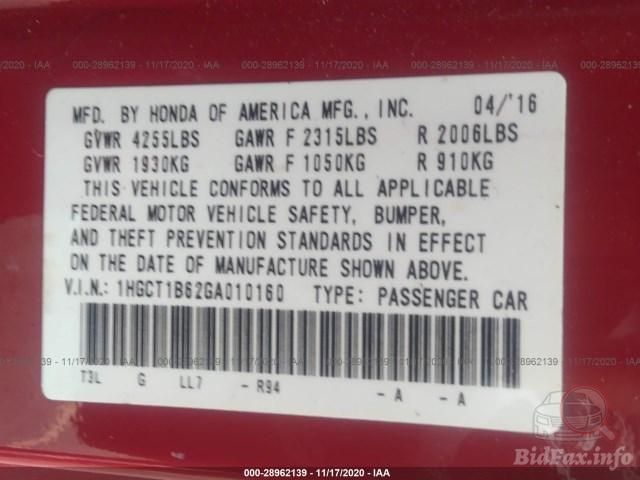 000-28962139 - 11/17/2020 - IAA
MFD. BY HONDA OF AMERICA MFG., INC. 04/'16
GVWR 4255LBS GAWR F 2315LBS R 2006LBS
GVWR 1930KG GAWR F 1050KG R 910KG
THIS VEHICLE CONFORMS TO ALL APPLICABLE
FEDERAL MOTOR VEHICLE SAFETY, BUMPER,
AND THEFT PREVENTION STANDARDS IN EFFECT
ON THE DATE OF MANUFACTURE SHOWN ABOVE.
V.I.N.: 1HGCT1B62GA010160 TYPE: PASSENGER CAR
T3L G LL7 - R94 - A - A
BidFax.info
000-28962139 - 11/17/2020 - IAA